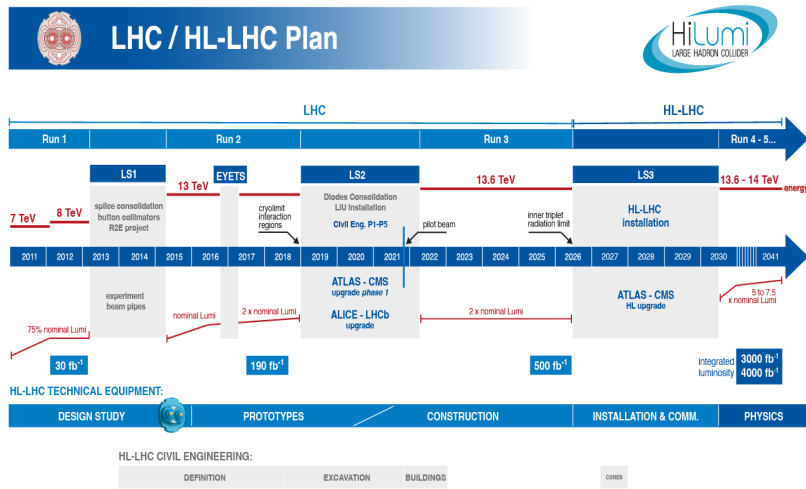 LHC / HL-LHC Plan
HiLumi
LARGE HADRON COLLIDER
LHC
HL-LHC
Run 1
Run 2
Run 3
Run 4 - 5...
LS1
EYETS
LS2
LS3
7 TeV
8 TeV
13 TeV
13.6 TeV
13.6 - 14 TeV
energy
splice consolidation
button collimators
R2E project
cryolimit
interaction
regions
Diodes Consolidation
LIU Installation
Civil Eng. P1-P5
pilot beam
inner triplet
radiation limit
HL-LHC
installation
2011 2012 2013 2014 2015 2016 2017 2018 2019 2020 2021 2022 2023 2024 2025 2026 2027 2028 2029 2030 2041
experiment
beam pipes
75% nominal Lumi
nominal Lumi
2 x nominal Lumi
ATLAS - CMS
upgrade phase 1
ALICE - LHCb
upgrade
2 x nominal Lumi
ATLAS - CMS
HL upgrade
5 to 7.5
x nominal Lumi
30 fb⁻¹
190 fb⁻¹
500 fb⁻¹
integrated
luminosity
3000 fb⁻¹
4000 fb⁻¹
HL-LHC TECHNICAL EQUIPMENT:
DESIGN STUDY
PROTOTYPES
CONSTRUCTION
INSTALLATION & COMM.
PHYSICS
HL-LHC CIVIL ENGINEERING:
DEFINITION
EXCAVATION
BUILDINGS
CORES